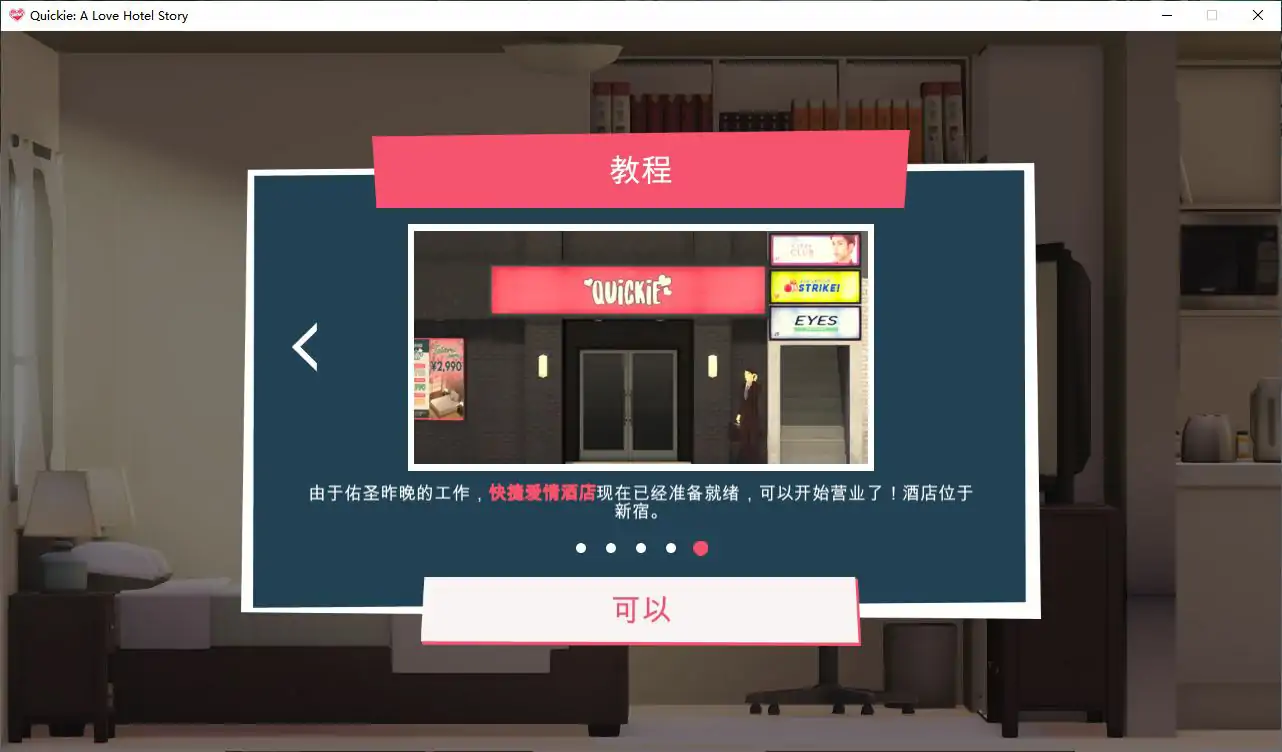 Quickie: A Love Hotel Story
教程
QUICKIE
CLUB
STRIKE!
EYES
¥2,990
由于佑圣昨晚的工作，快捷爱情酒店现在已经准备就绪，可以开始营业了！酒店位于
新宿。
可以